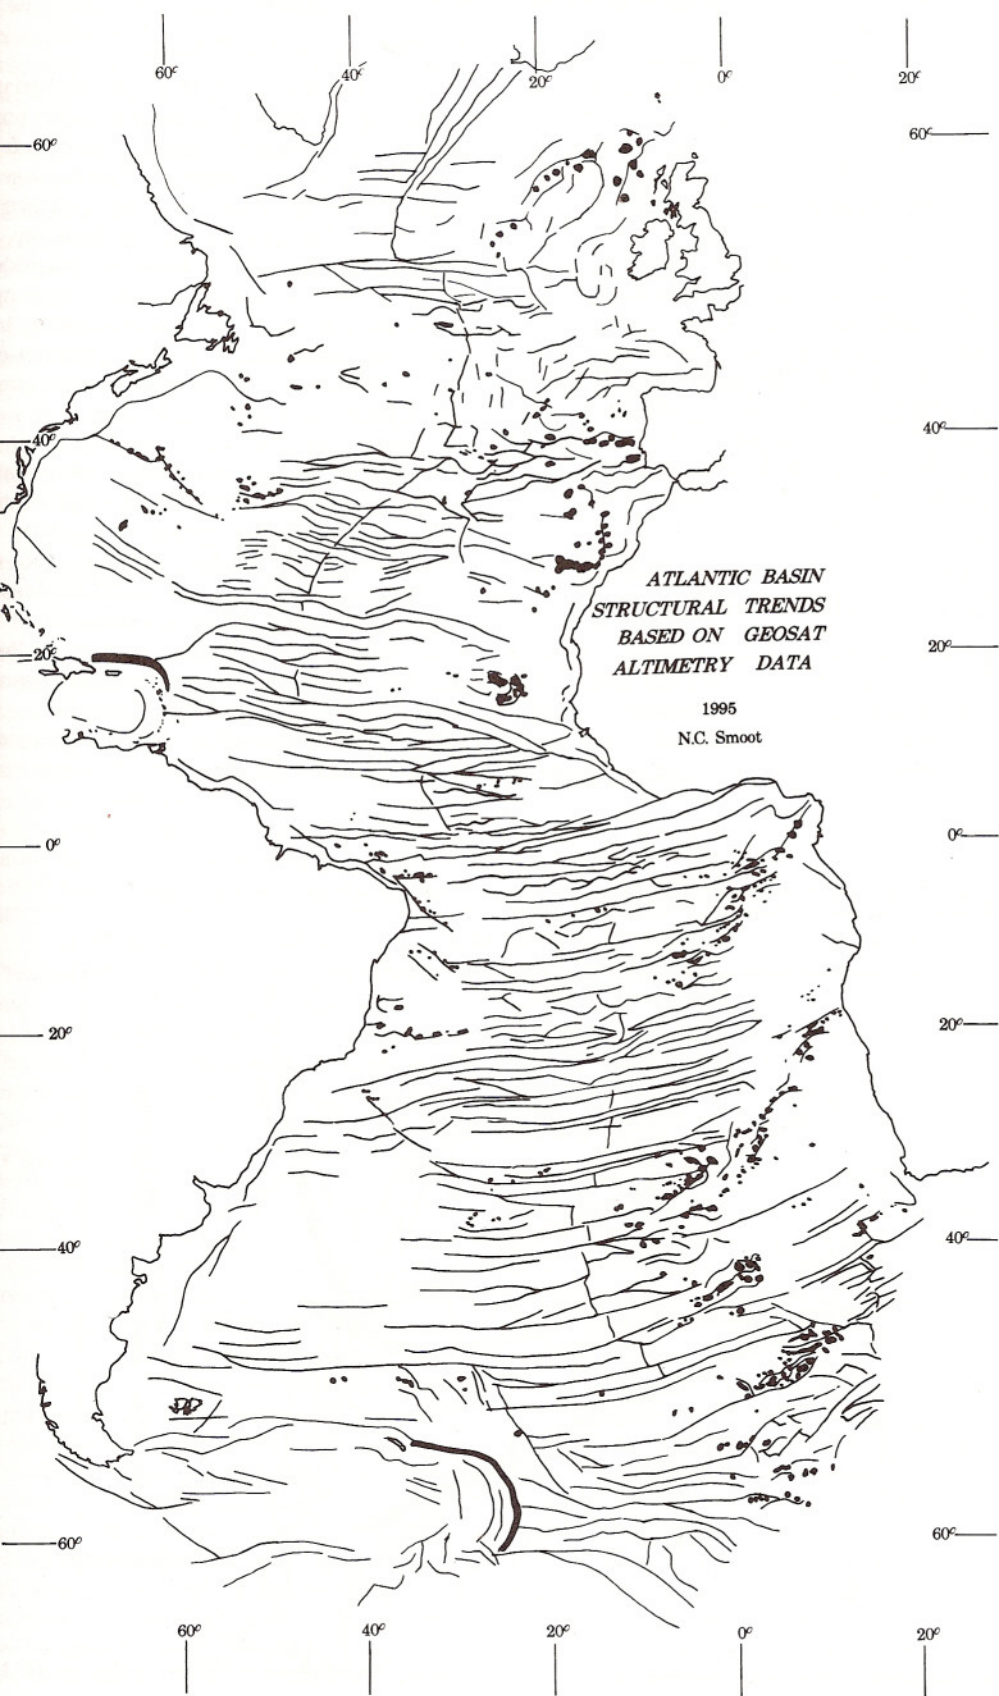 60° 40° 20° 0° 20°
60° 60°
40° 40°
ATLANTIC BASIN
STRUCTURAL TRENDS
BASED ON GEOSAT
ALTIMETRY DATA
20° 20°
1995
N.C. Smoot
0° 0°
20° 20°
40° 40°
60° 60°
60° 40° 20° 0° 20°